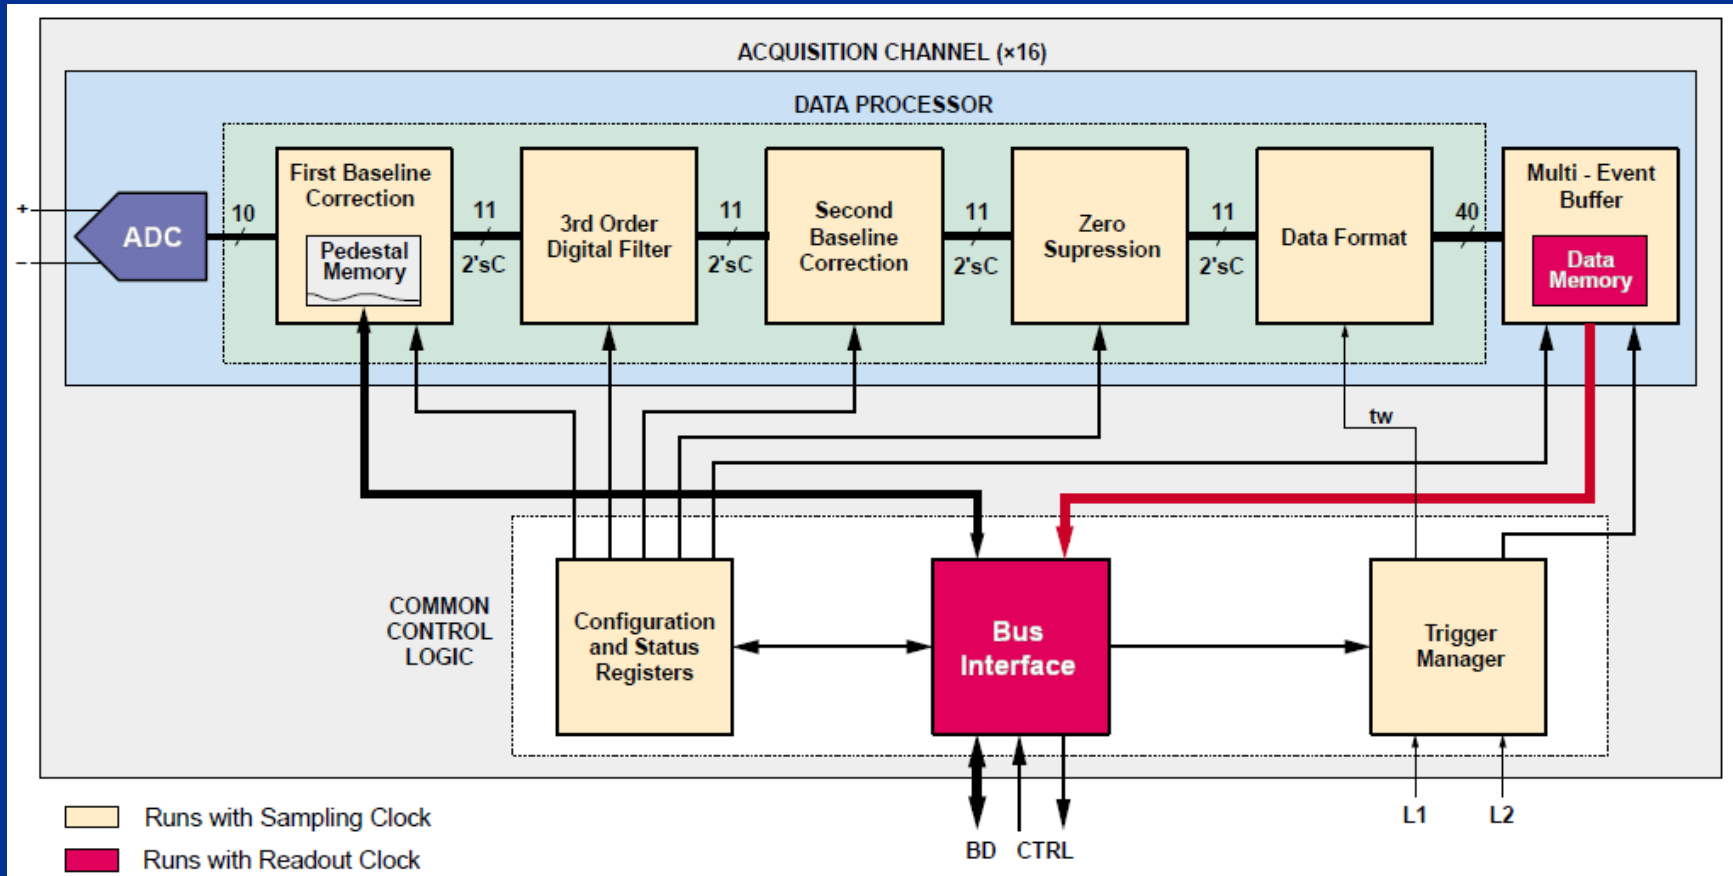 ACQUISITION CHANNEL (×16)
DATA PROCESSOR
+
−
ADC
10
First Baseline
Correction
Pedestal
Memory
11
2'sC
3rd Order
Digital Filter
11
2'sC
Second
Baseline
Correction
11
2'sC
Zero
Supression
11
2'sC
Data Format
40
Multi - Event
Buffer
Data
Memory
tw
COMMON
CONTROL
LOGIC
Configuration
and Status
Registers
Bus
Interface
Trigger
Manager
BD
CTRL
L1
L2
Runs with Sampling Clock
Runs with Readout Clock